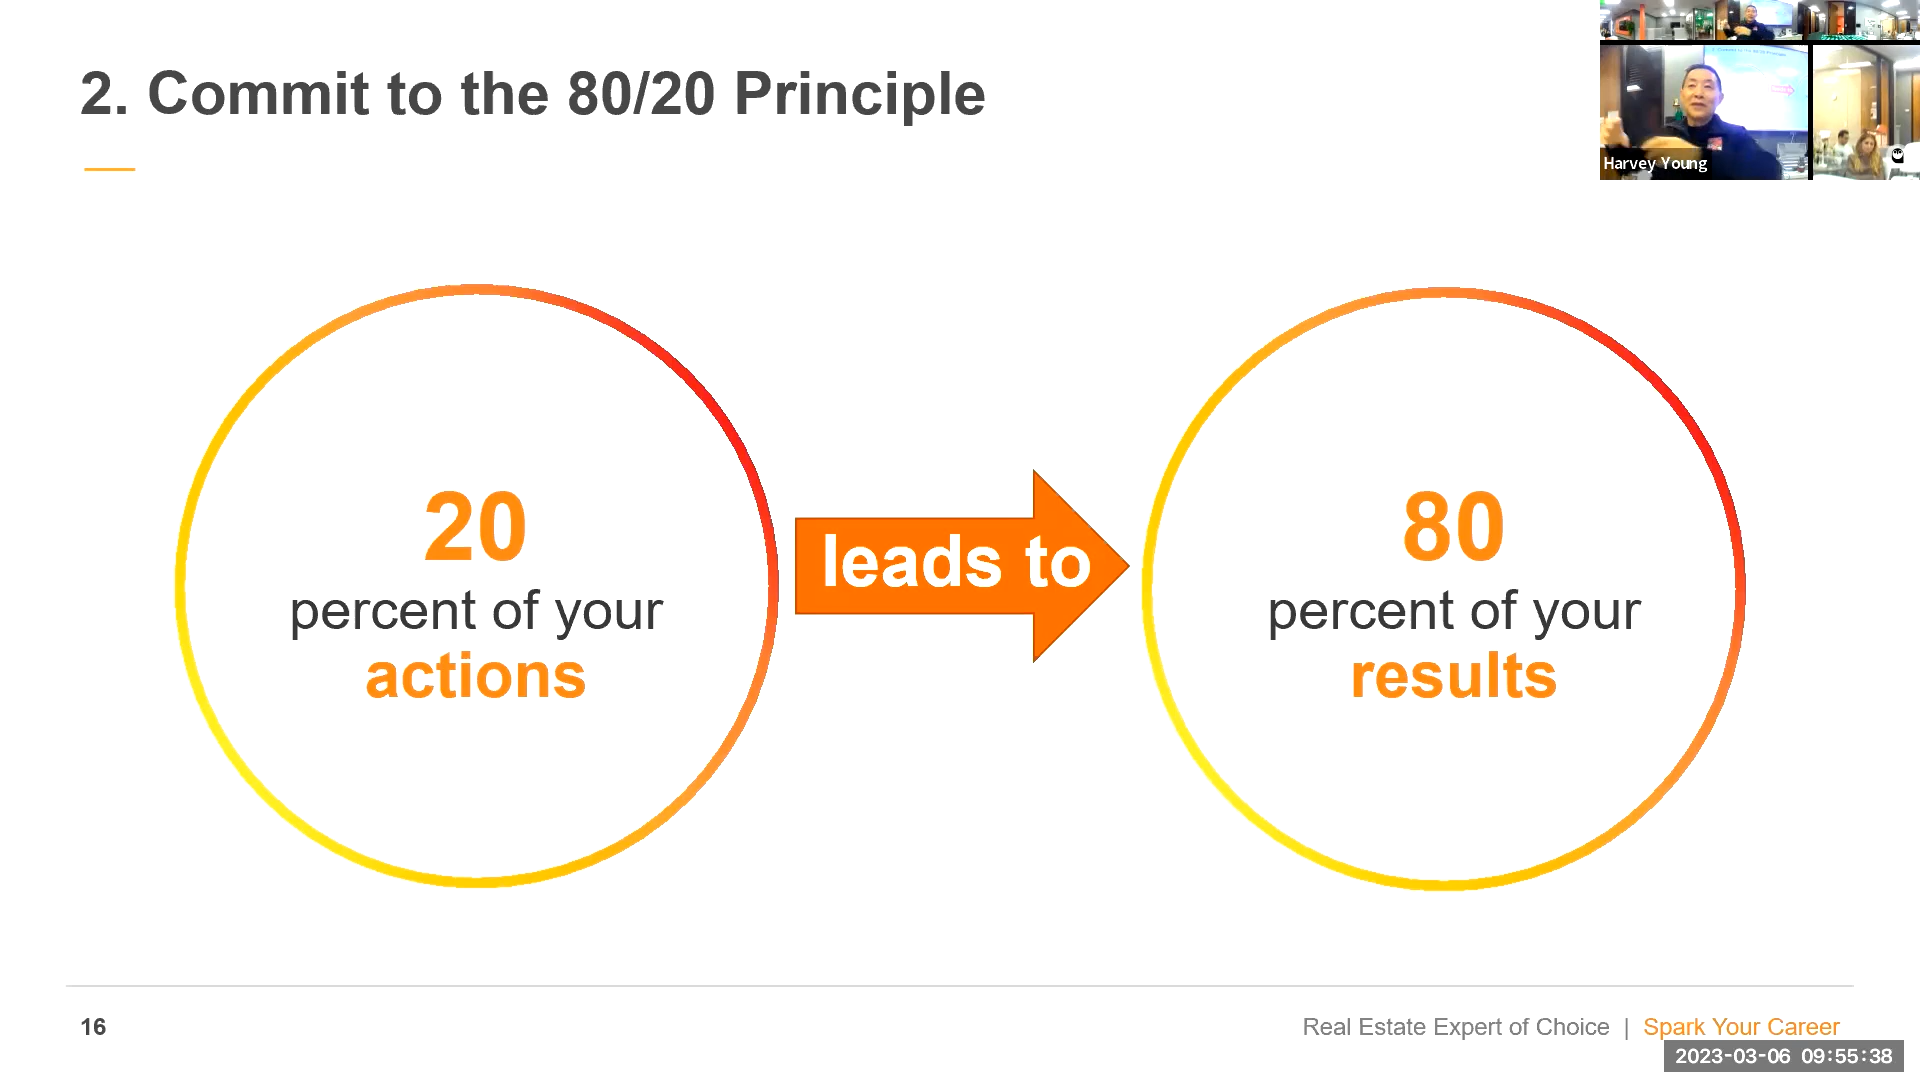 2. Commit to the 80/20 Principle
Harvey Young
20
percent of your
actions
leads to
80
percent of your
results
16
Real Estate Expert of Choice | Spark Your Career
2023-03-06 09:55:38